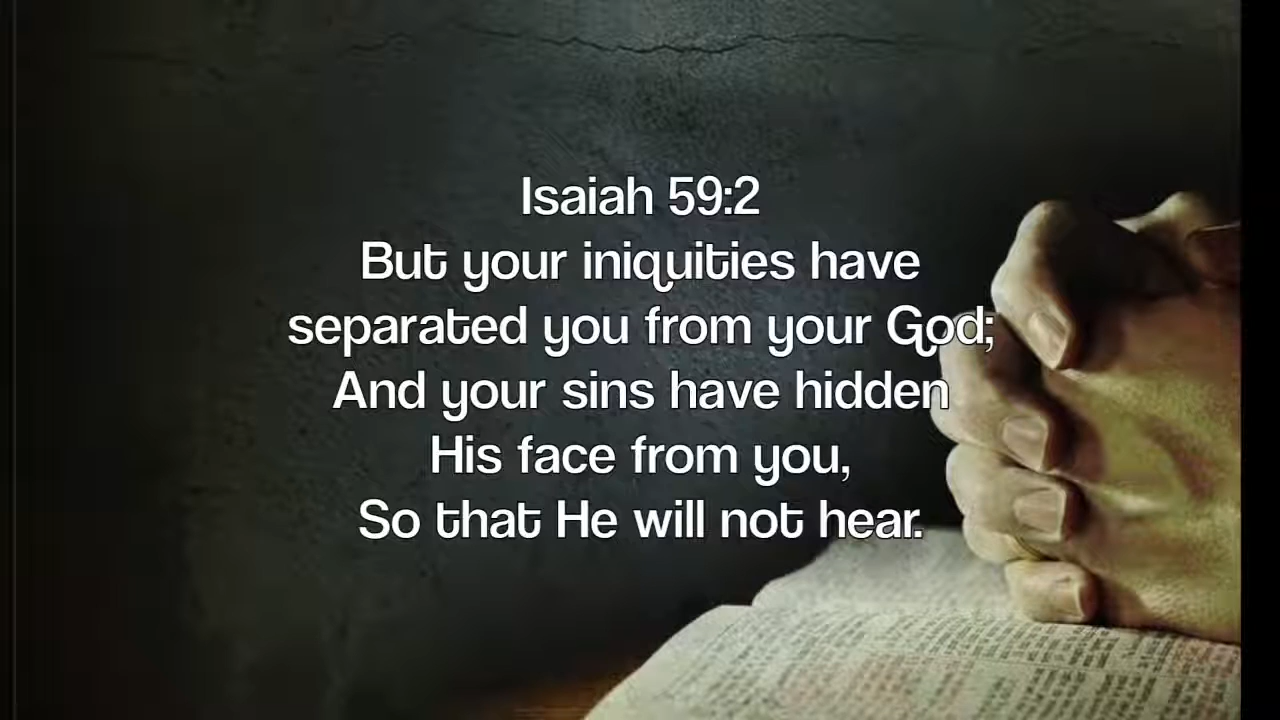 Isaiah 59:2
But your iniquities have
separated you from your God;
And your sins have hidden
His face from you,
So that He will not hear.